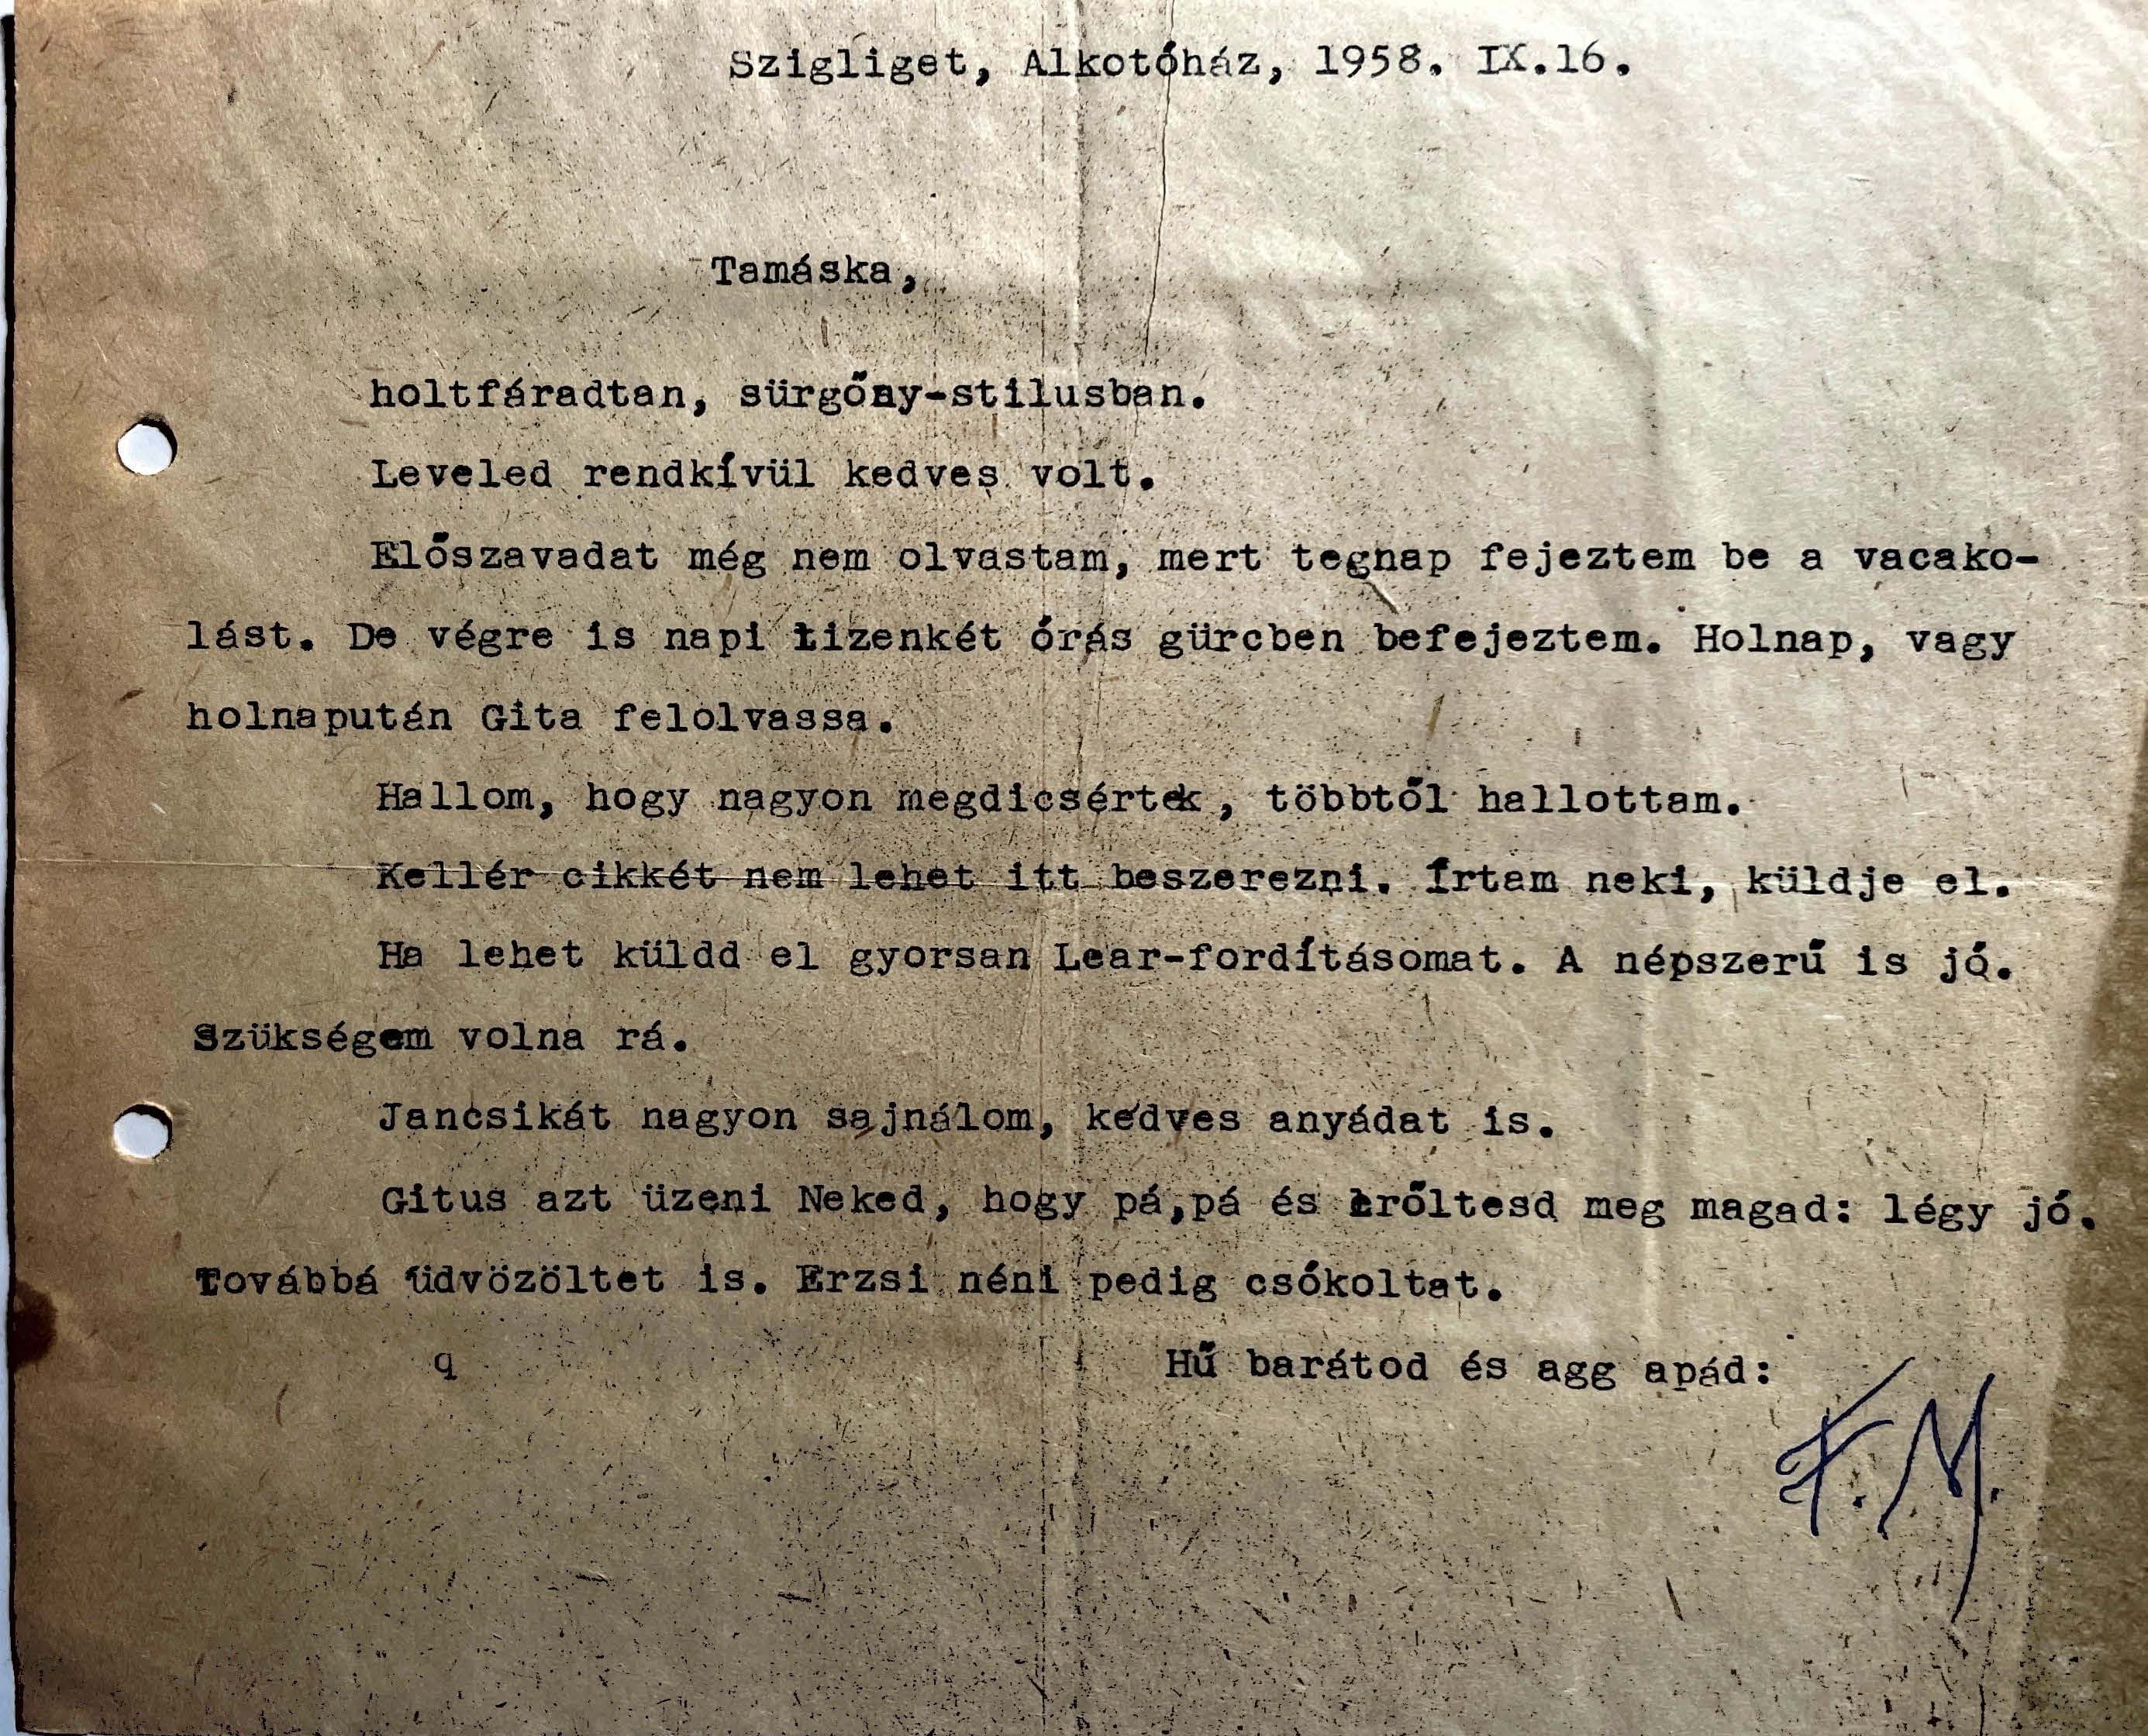 Szigliget, Alkotóház, 1958. IX.16.
Tamáska,
holtfáradtan, sürgőny-stilusban.
Leveled rendkívül kedves volt.
Előszavadat még nem olvastam, mert tegnap fejeztem be a vacako-
lást. De végre is napi tizenkét órás gürcben befejeztem. Holnap, vagy
holnapután Gita felolvassa.
Hallom, hogy nagyon megdicsértek, többtől hallottam.
Kellér cikkét nem lehet itt beszerezni. Írtam neki, küldje el.
Ha lehet küldd el gyorsan Lear-fordításomat. A népszerű is jó.
Szükségem volna rá.
Jancsikát nagyon sajnálom, kedves anyádat is.
Gitus azt üzeni Neked, hogy pá,pá és erőltesd meg magad: légy jó.
Továbbá üdvözöltet is. Erzsi néni pedig csókoltat.
q Hű barátod és agg apád:
F.M.